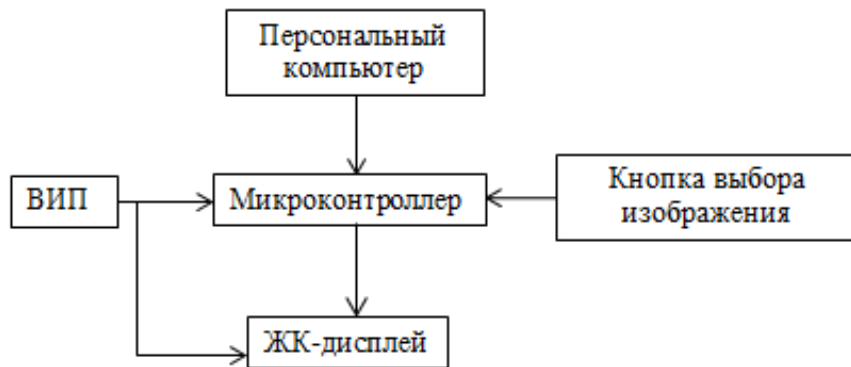 Персональный
компьютер
ВИП
Микроконтроллер
Кнопка выбора
изображения
ЖК-дисплей